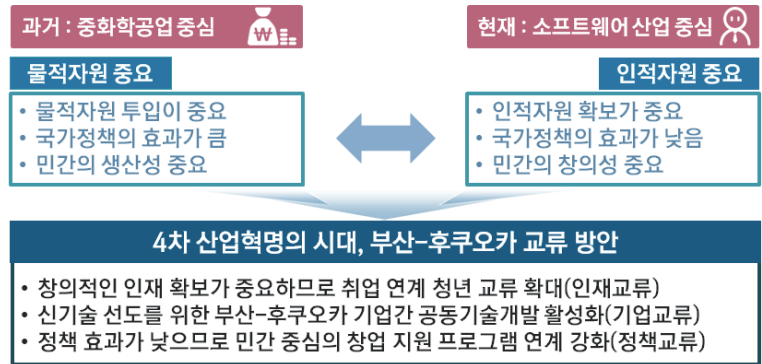 과거 : 중화학공업 중심
₩
현재 : 소프트웨어 산업 중심
물적자원 중요
인적자원 중요
• 물적자원 투입이 중요
• 국가정책의 효과가 큼
• 민간의 생산성 중요
• 인적자원 확보가 중요
• 국가정책의 효과가 낮음
• 민간의 창의성 중요
4차 산업혁명의 시대, 부산-후쿠오카 교류 방안
• 창의적인 인재 확보가 중요하므로 취업 연계 청년 교류 확대(인재교류)
• 신기술 선도를 위한 부산-후쿠오카 기업간 공동기술개발 활성화(기업교류)
• 정책 효과가 낮으므로 민간 중심의 창업 지원 프로그램 연계 강화(정책교류)